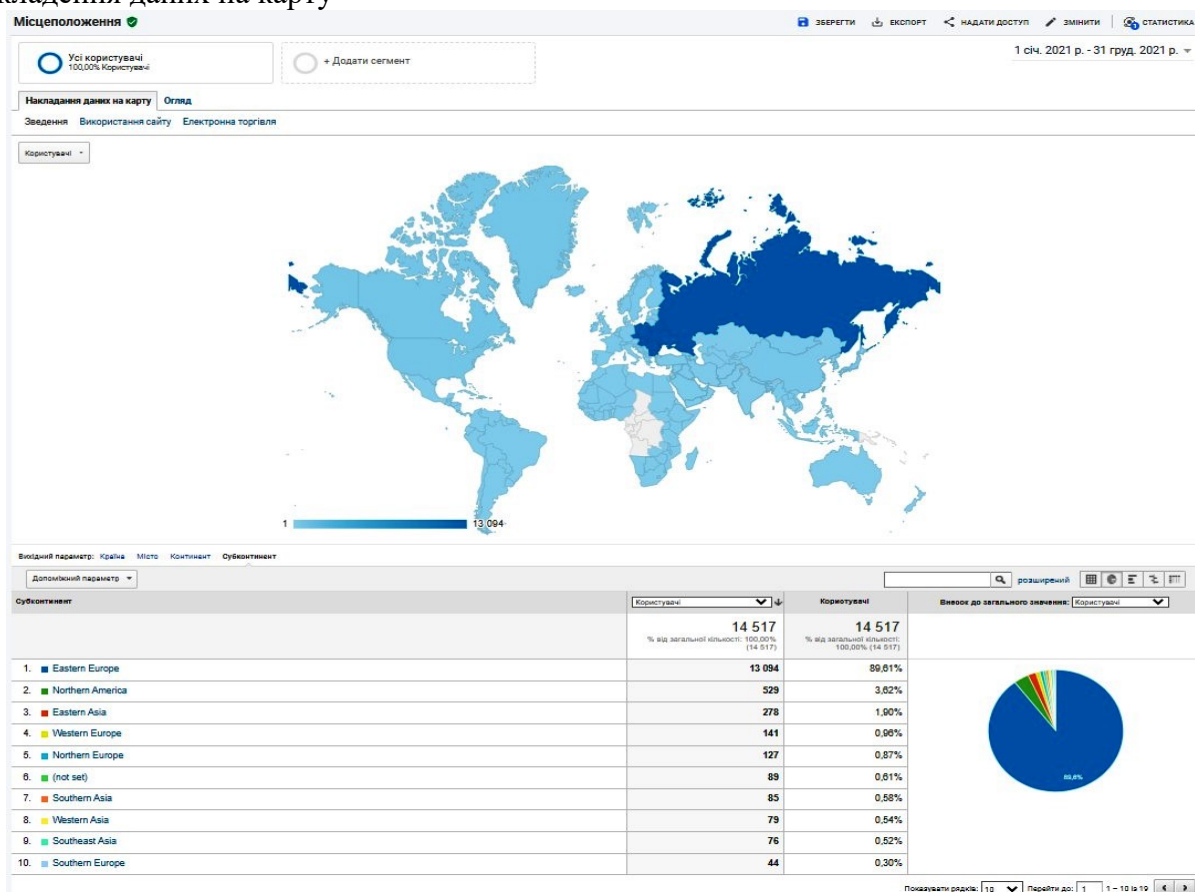 кладення даних на карту
Місцеположення
ЗБЕРЕГТИ ЕКСПОРТ НАДАТИ ДОСТУП ЗМІНИТИ СТАТИСТИКА
Усі користувачі
100,00% Користувачі
+ Додати сегмент
1 січ. 2021 р. - 31 груд. 2021 р.
Накладання даних на карту Огляд
Зведення Використання сайту Електронна торгівля
Користувачі
1 13 094
Вихідний параметр: Країна Місто Континент Субконтинент
Допоміжний параметр
розширений
Субконтинент Користувачі Користувачі Внесок до загального значення: Користувачі
14 517 14 517
% від загальної кількості: 100,00% (14 517) % від загальної кількості: 100,00% (14 517)
1. Eastern Europe 13 094 89,61%
2. Northern America 529 3,62%
3. Eastern Asia 278 1,90%
4. Western Europe 141 0,96%
5. Northern Europe 127 0,87%
6. (not set) 89 0,61%
7. Southern Asia 85 0,58%
8. Western Asia 79 0,54%
9. Southeast Asia 76 0,52%
10. Southern Europe 44 0,30%
89,6%
Показувати рядків: 10 Перейти до: 1 1 – 10 із 19